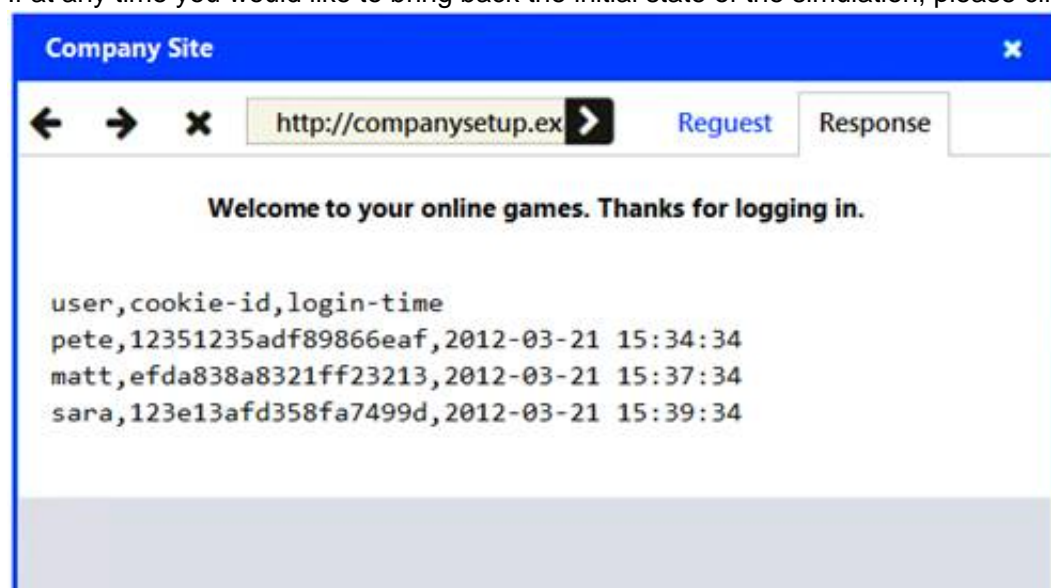 If at any time you would like to bring back the initial state of the simulation, please
Company Site
http://companysetup.ex
Reguest
Response
Welcome to your online games. Thanks for logging in.
user,cookie-id,login-time
pete,12351235adf89866eaf,2012-03-21 15:34:34
matt,efda838a8321ff23213,2012-03-21 15:37:34
sara,123e13afd358fa7499d,2012-03-21 15:39:34